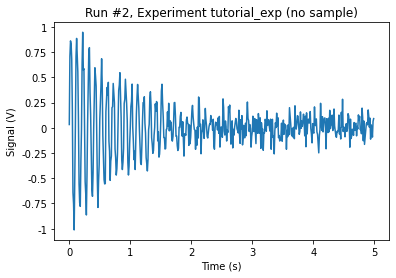 Run #2, Experiment tutorial_exp (no sample)
1
0.75
0.5
0.25
0
-0.25
-0.5
-0.75
-1
Signal (V)
0 1 2 3 4 5
Time (s)